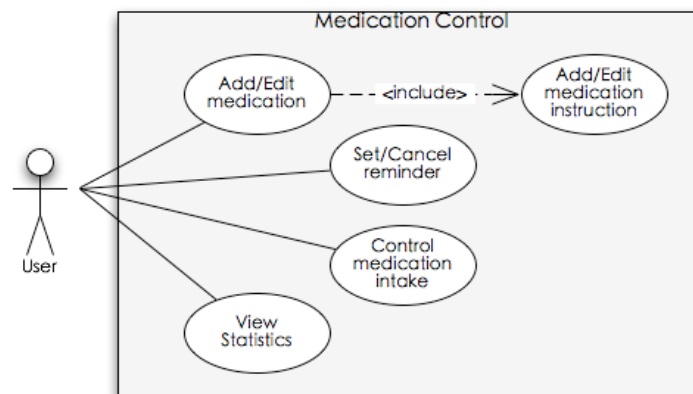 Medication Control
Add/Edit
medication
<include>
Add/Edit
medication
instruction
Set/Cancel
reminder
Control
medication
intake
User
View
Statistics